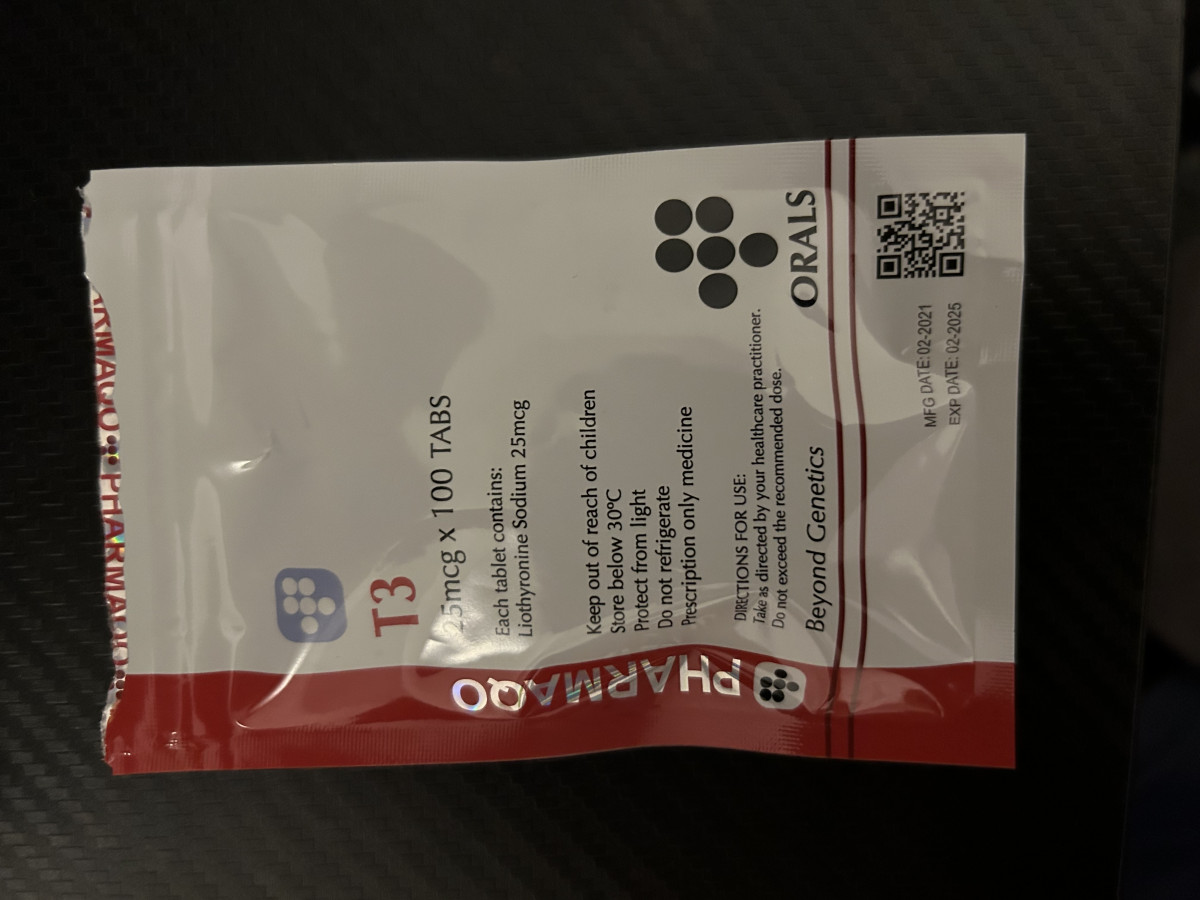 T3
25mcg x 100 TABS
Each tablet contains:
Liothyronine Sodium 25mcg
Keep out of reach of children
Store below 30ºC
Protect from light
Do not refrigerate
Prescription only medicine
DIRECTIONS FOR USE:
Take as directed by your healthcare practitioner.
Do not exceed the recommended dose.
Beyond Genetics
ORALS
MFG DATE:02-2021
EXP DATE: 02-2025
PHARMAQO
PHARMAQO